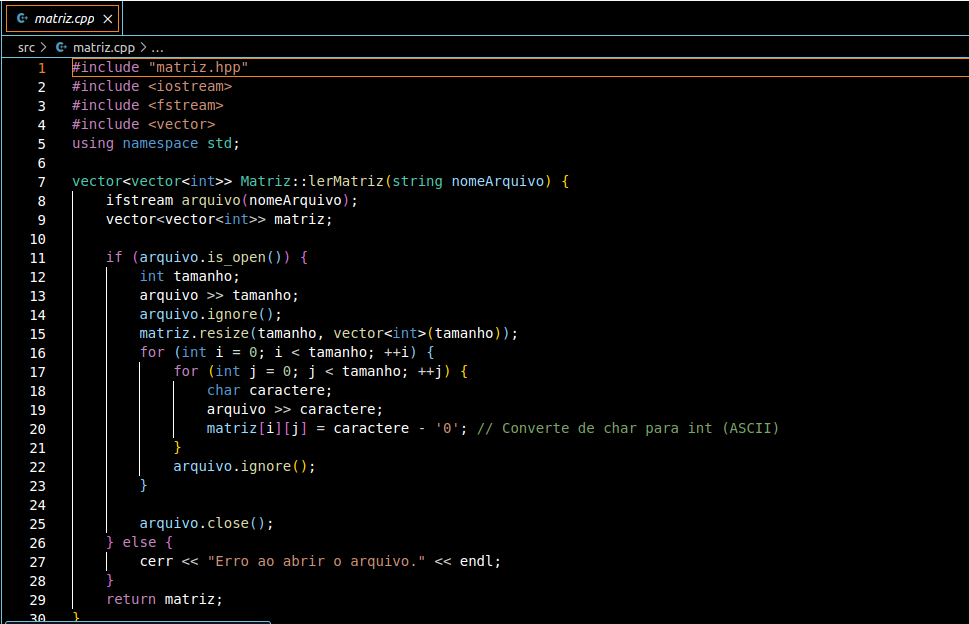 matriz.cpp ×
src > matriz.cpp > ...
1 #include "matriz.hpp"
2 #include <iostream>
3 #include <fstream>
4 #include <vector>
5 using namespace std;
6
7 vector<vector<int>> Matriz::lerMatriz(string nomeArquivo) {
8     ifstream arquivo(nomeArquivo);
9     vector<vector<int>> matriz;
10
11     if (arquivo.is_open()) {
12         int tamanho;
13         arquivo >> tamanho;
14         arquivo.ignore();
15         matriz.resize(tamanho, vector<int>(tamanho));
16         for (int i = 0; i < tamanho; ++i) {
17             for (int j = 0; j < tamanho; ++j) {
18                 char caractere;
19                 arquivo >> caractere;
20                 matriz[i][j] = caractere - '0'; // Converte de char para int (ASCII)
21             }
22             arquivo.ignore();
23         }
24
25         arquivo.close();
26     } else {
27         cerr << "Erro ao abrir o arquivo." << endl;
28     }
29     return matriz;
30 }